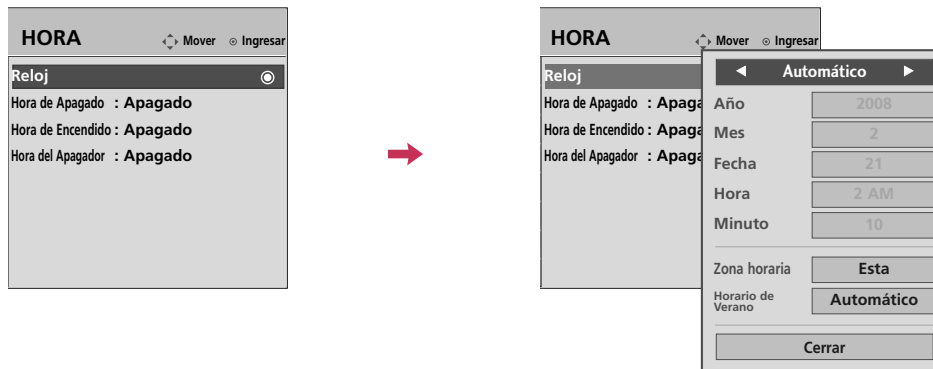 HORA
Mover Ingresar
Reloj
Hora de Apagado : Apagado
Hora de Encendido : Apagado
Hora del Apagador : Apagado
HORA
Mover Ingresar
Reloj
Hora de Apagado : Apaga
Hora de Encendido : Apaga
Hora del Apagador : Apaga
Automático
Año 2008
Mes 2
Fecha 21
Hora 2 AM
Minuto 10
Zona horaria Esta
Horario de
Verano Automático
Cerrar